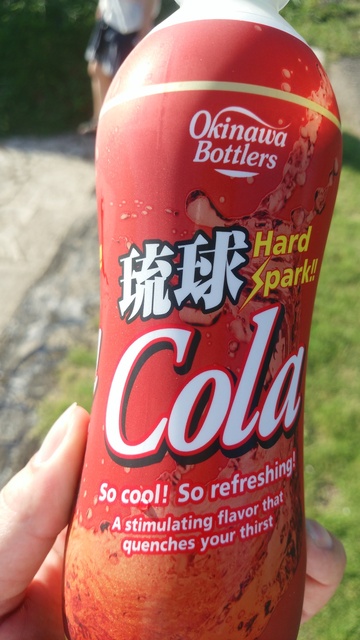 Okinawa
Bottlers
琉球
Hard
Spark!!
Cola
So cool! So refreshing!
A stimulating flavor that
quenches your thirst